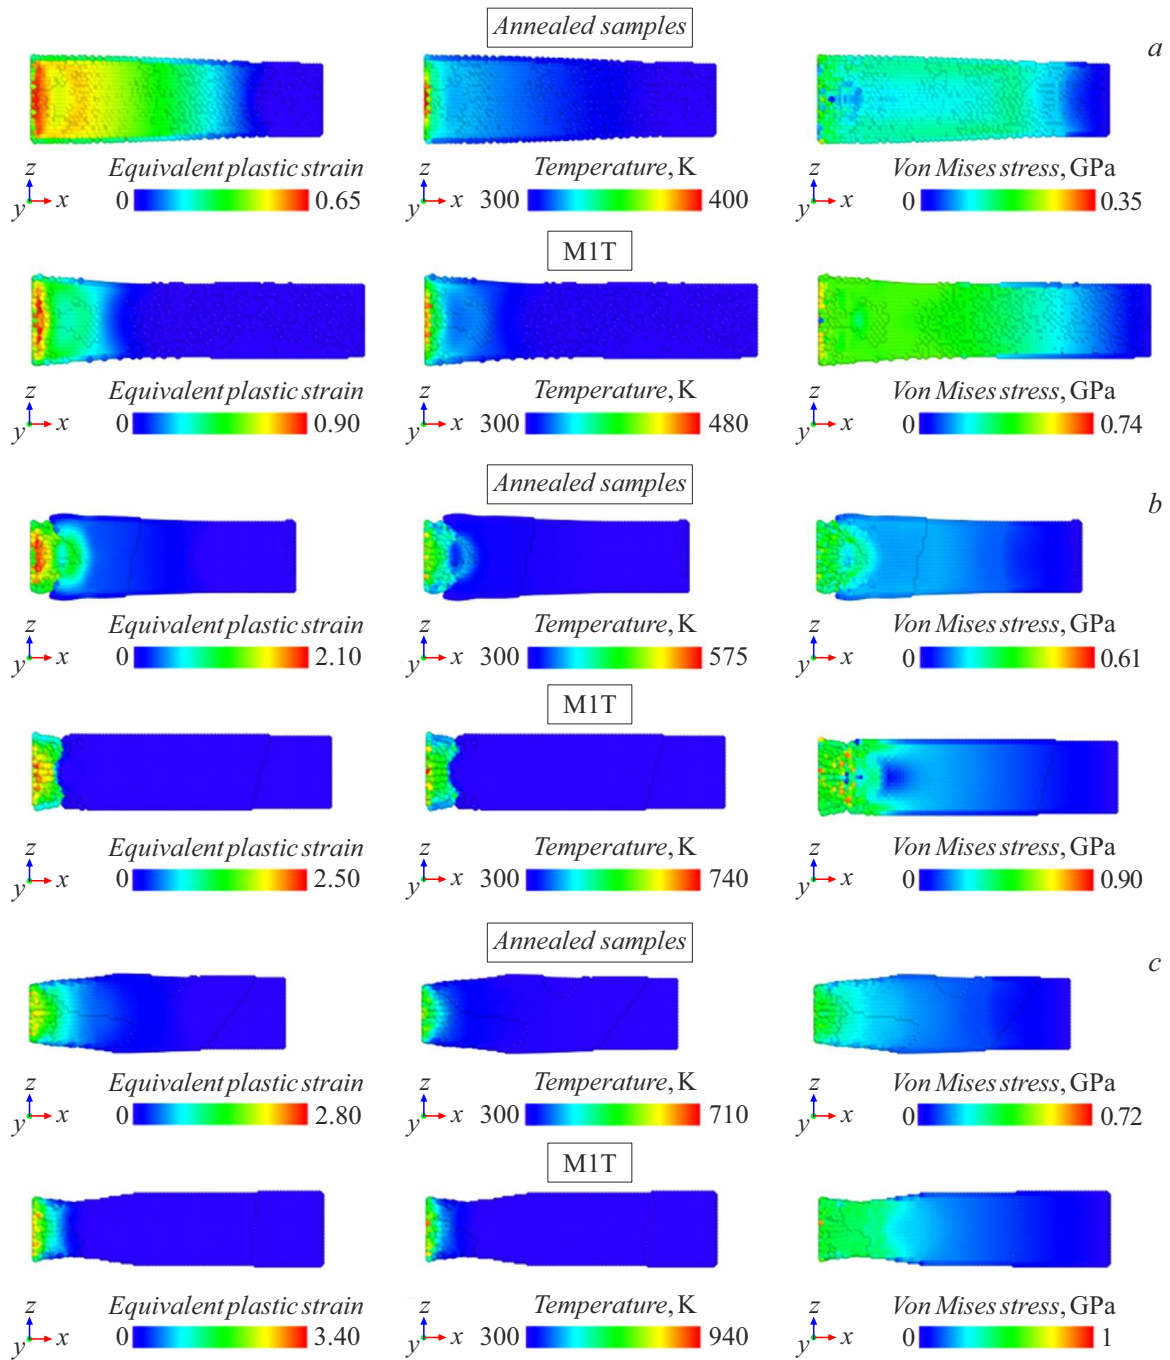 Annealed samples
a
Equivalent plastic strain
Temperature, K
Von Mises stress, GPa
z
y
x
0
0.65
z
y
x
300
400
z
y
x
0
0.35
M1T
Equivalent plastic strain
Temperature, K
Von Mises stress, GPa
z
y
x
0
0.90
z
y
x
300
480
z
y
x
0
0.74
Annealed samples
b
Equivalent plastic strain
Temperature, K
Von Mises stress, GPa
z
y
x
0
2.10
z
y
x
300
575
z
y
x
0
0.61
M1T
Equivalent plastic strain
Temperature, K
Von Mises stress, GPa
z
y
x
0
2.50
z
y
x
300
740
z
y
x
0
0.90
Annealed samples
c
Equivalent plastic strain
Temperature, K
Von Mises stress, GPa
z
y
x
0
2.80
z
y
x
300
710
z
y
x
0
0.72
M1T
Equivalent plastic strain
Temperature, K
Von Mises stress, GPa
z
y
x
0
3.40
z
y
x
300
940
z
y
x
0
1